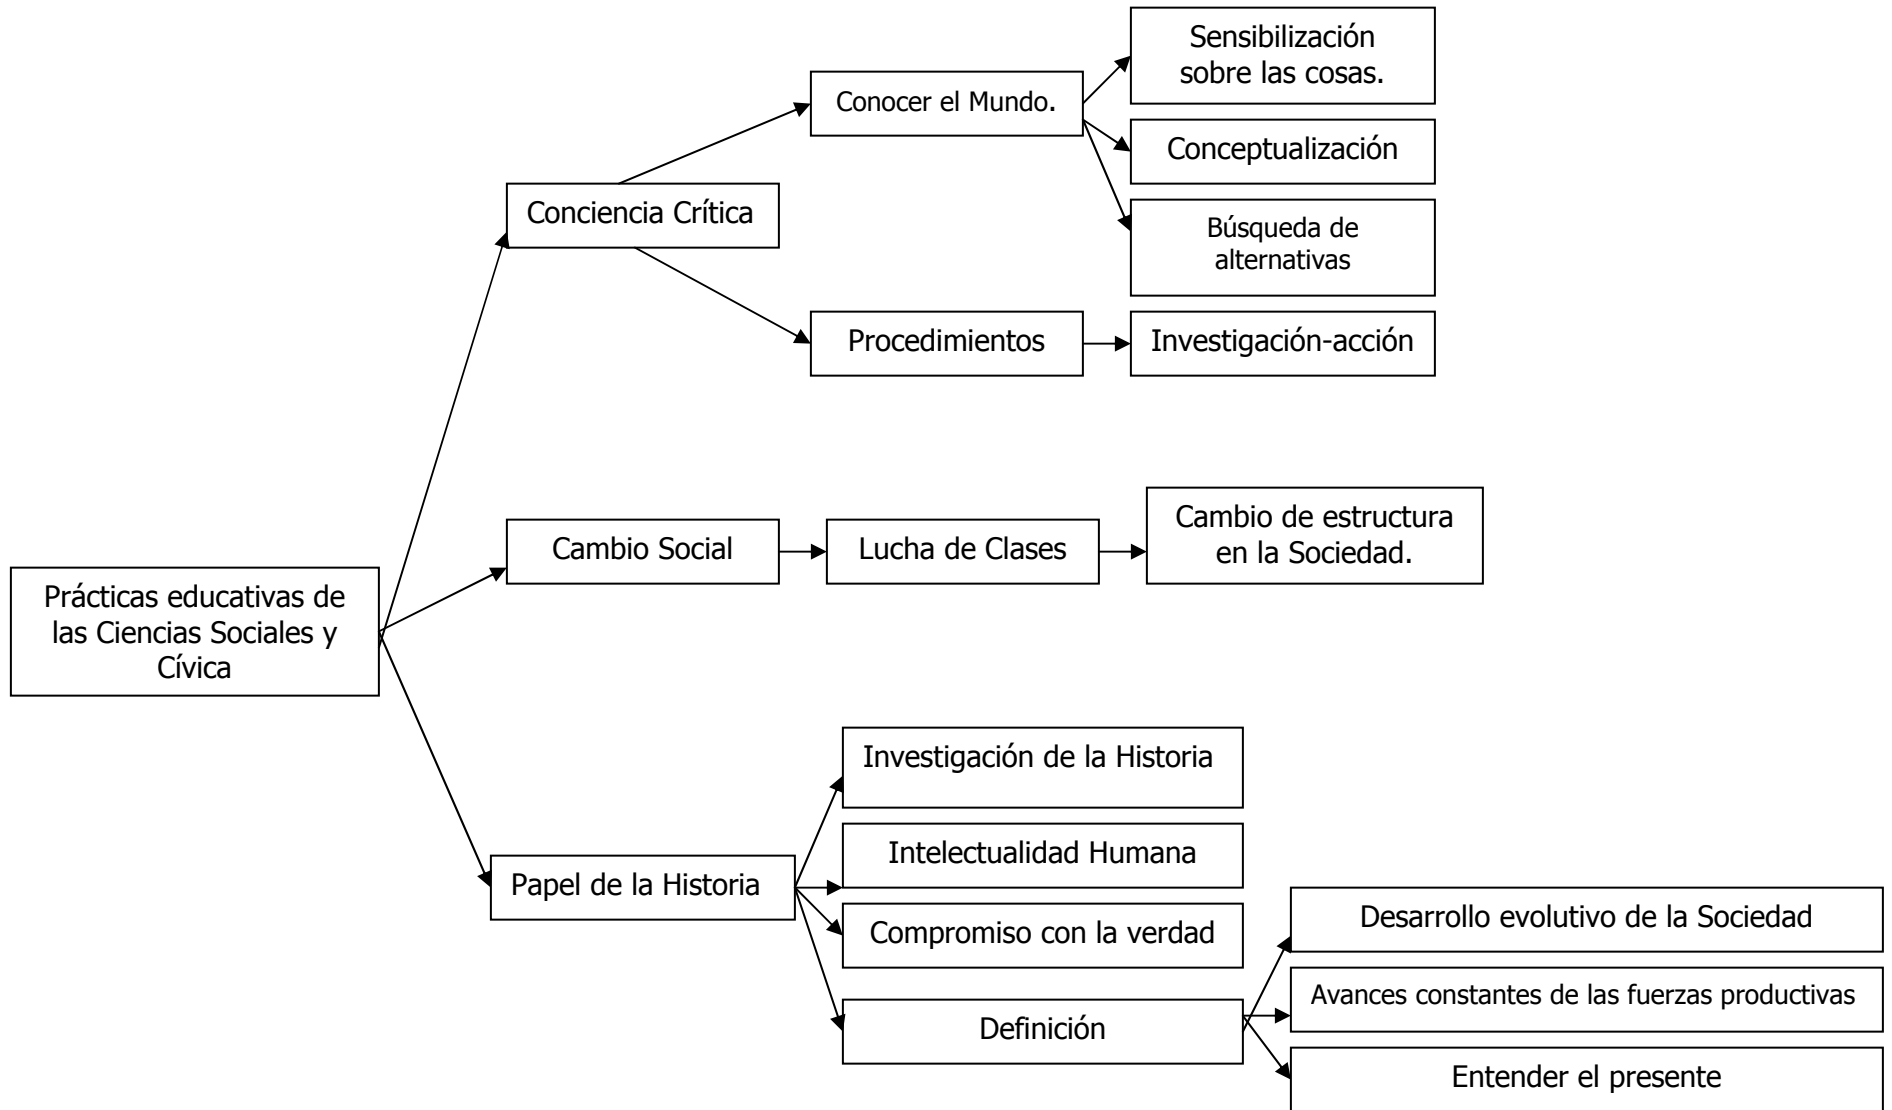 Sensibilización
sobre las cosas.
Conocer el Mundo.
Conceptualización
Conciencia Crítica
Búsqueda de
alternativas
Procedimientos
Investigación-acción
Cambio Social
Lucha de Clases
Cambio de estructura
en la Sociedad.
Prácticas educativas de
las Ciencias Sociales y
Cívica
Investigación de la Historia
Intelectualidad Humana
Papel de la Historia
Compromiso con la verdad
Definición
Desarrollo evolutivo de la Sociedad
Avances constantes de las fuerzas productivas
Entender el presente